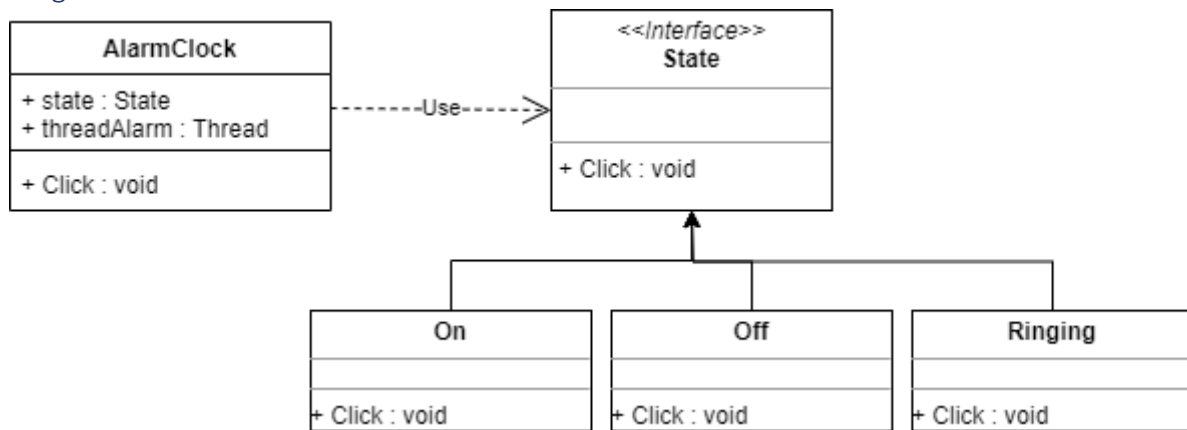 AlarmClock
+ state : State
+ threadAlarm : Thread
+ Click : void
Use
<<Interface>>
State
+ Click : void
On
+ Click : void
Off
+ Click : void
Ringing
+ Click : void